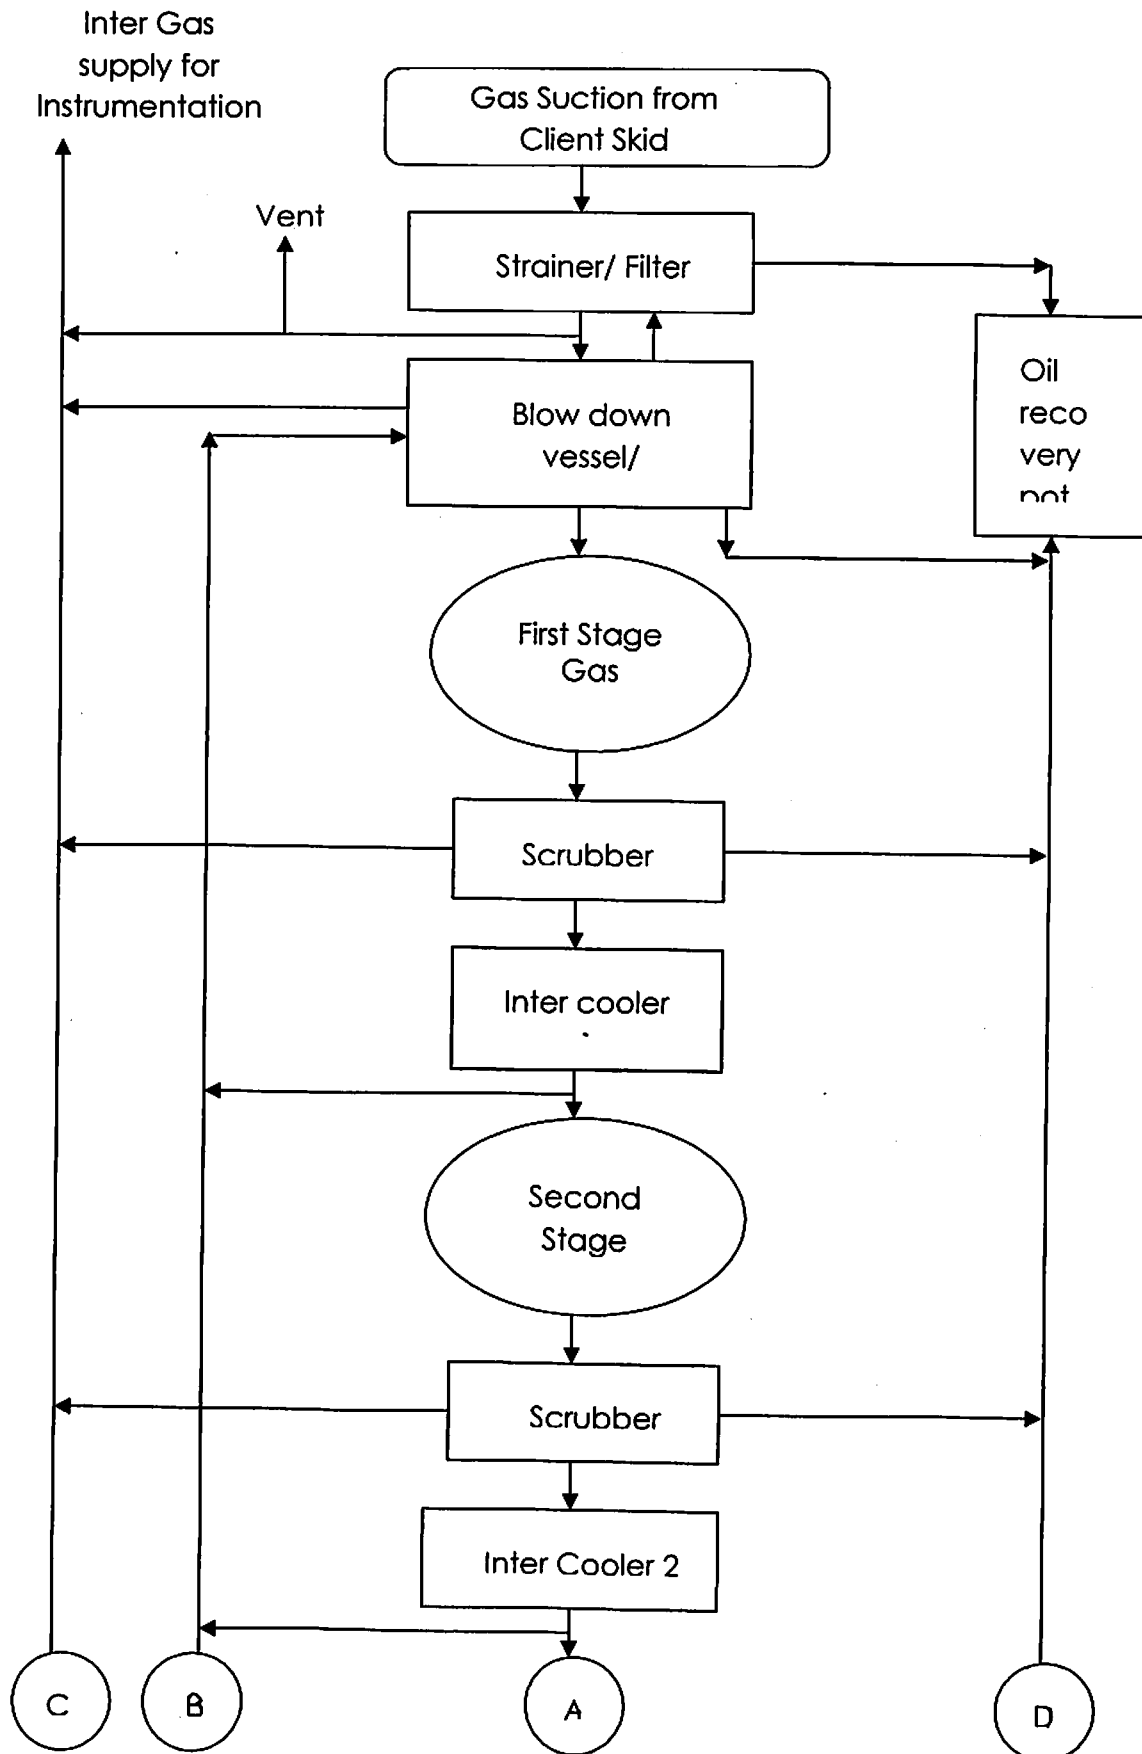 Inter Gas
supply for
Instrumentation
Gas Suction from
Client Skid
Vent
Strainer/ Filter
Oil
reco
very
pot
Blow down
vessel/
First Stage
Gas
Scrubber
Inter cooler
Second
Stage
Scrubber
Inter Cooler 2
C
B
A
D